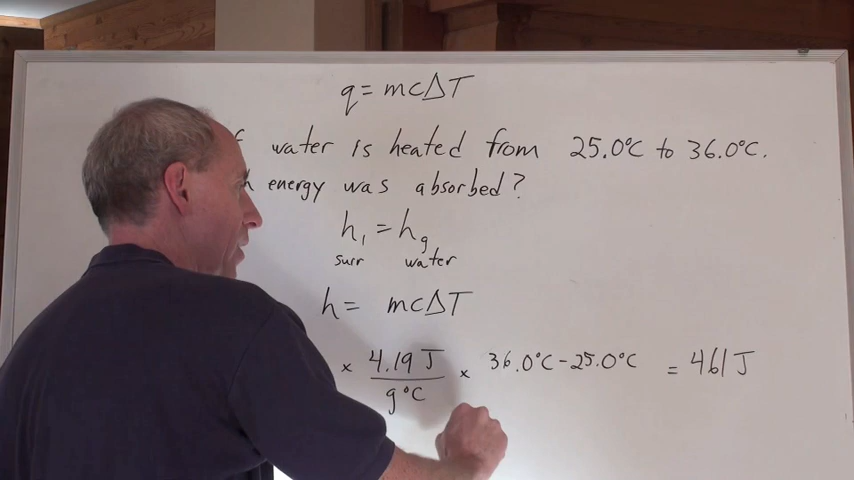 q = mcΔT
water is heated from 25.0°C to 36.0°C.
energy was absorbed?
h₁ = hg
surr water
h = mcΔT
x 4.19 J / g°C x 36.0°C - 25.0°C = 461 J